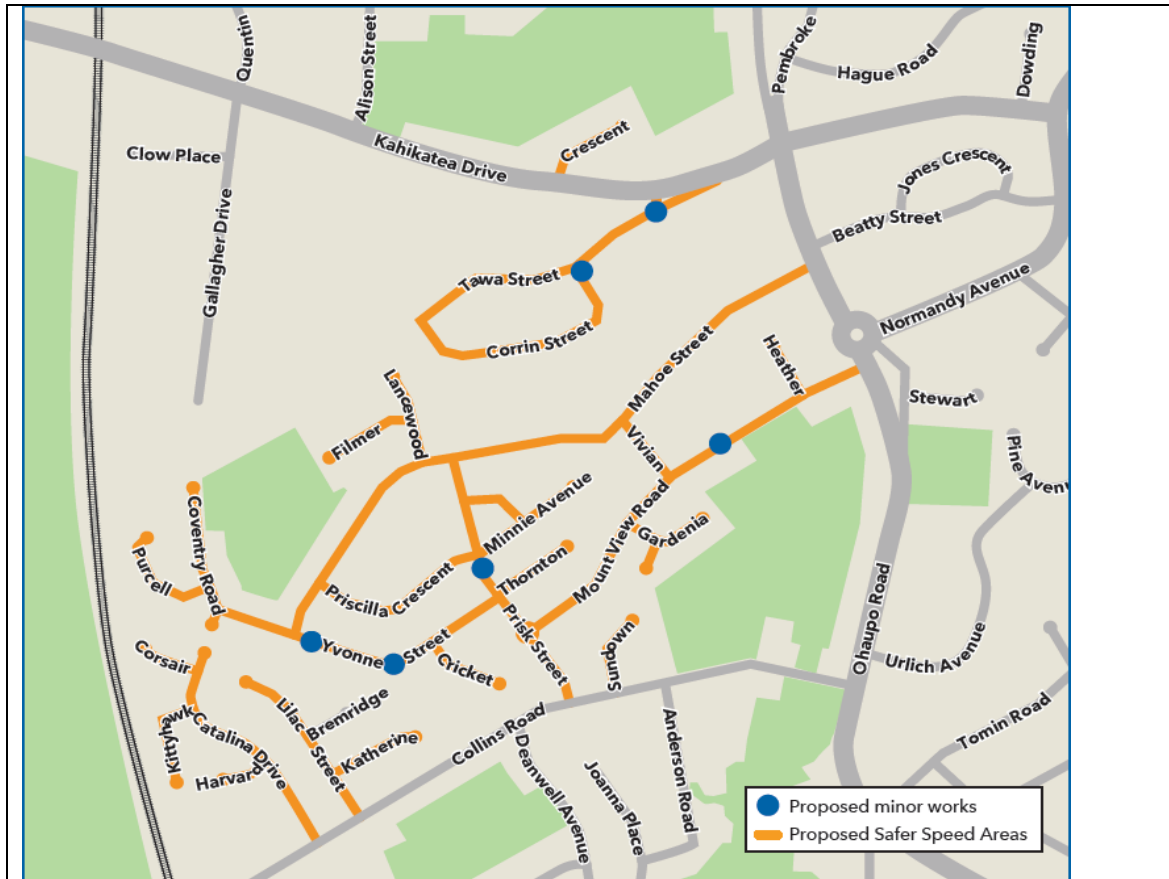 Quentin
Alison Street
Pembroke
Hague Road
Dowding
Clow Place
Kahikatea Drive
Crescent
Jones Crescent
Beatty Street
Gallagher Drive
Tawa Street
Normandy Avenue
Corrin Street
Mahoe Street
Heather
Lancewood
Stewart
Filmer
Vivian
Pine Avenu
Coventry Road
Minnie Avenue
Mount View Road
Gardenia
Purcell
Priscilla Crescent
Thornton
Ohaupo Road
Prisk Street
Yvonne Street
Sundown
Urlich Avenue
Corsair
Cricket
Lilac Street
Bremridge
Kittyhawk
Catalina Drive
Katherine
Collins Road
Harvard
Deanwell Avenue
Joanna Place
Anderson Road
Tomin Road
Proposed minor works
Proposed Safer Speed Areas